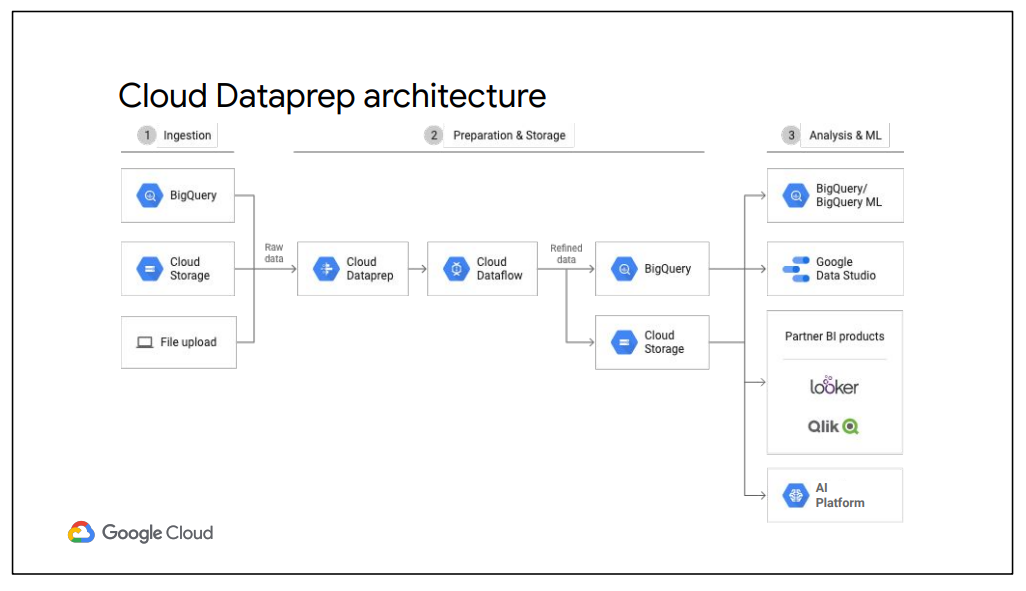 Cloud Dataprep architecture
1 Ingestion
2 Preparation & Storage
3 Analysis & ML
BigQuery
Cloud
Storage
File upload
Raw
data
Cloud
Dataprep
Cloud
Dataflow
Refined
data
BigQuery
Cloud
Storage
BigQuery/
BigQuery ML
Google
Data Studio
Partner BI products
looker
Qlik
AI
Platform
Google Cloud